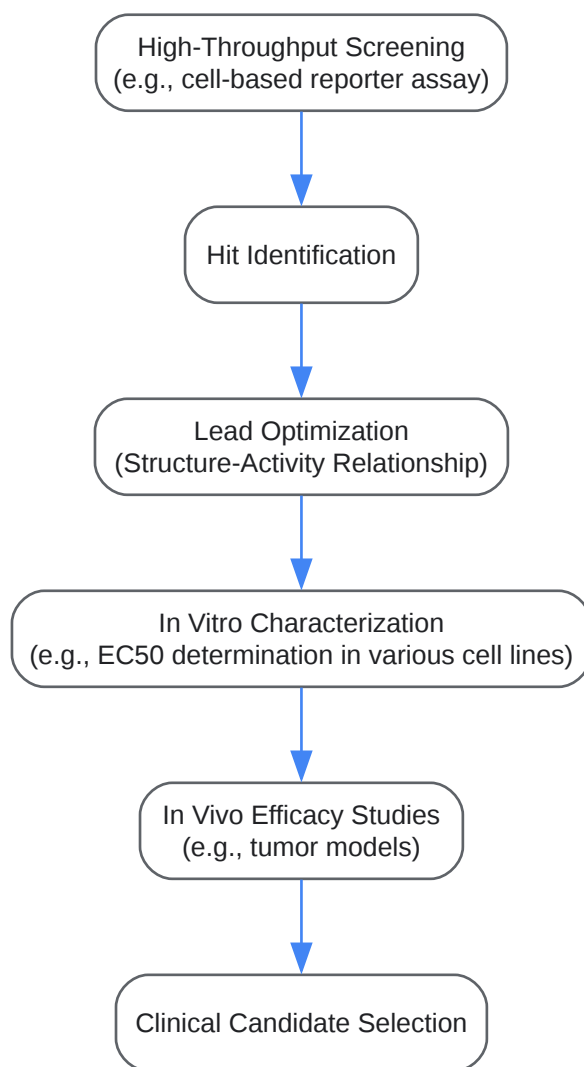 High-Throughput Screening
(e.g., cell-based reporter assay)
Hit Identification
Lead Optimization
(Structure-Activity Relationship)
In Vitro Characterization
(e.g., EC50 determination in various cell lines)
In Vivo Efficacy Studies
(e.g., tumor models)
Clinical Candidate Selection